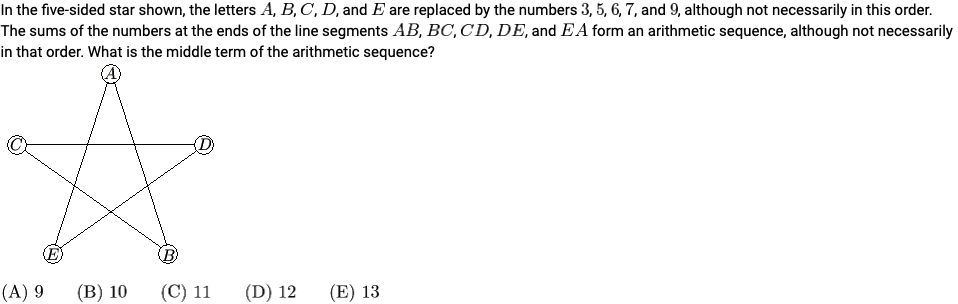 In the five-sided star shown, the letters A, B, C, D, and E are replaced by the numbers 3, 5, 6, 7, and 9, although not necessarily in this order.
The sums of the numbers at the ends of the line segments AB, BC, CD, DE, and EA form an arithmetic sequence, although not necessarily
in that order. What is the middle term of the arithmetic sequence?
A
C
D
E
B
(A) 9 (B) 10 (C) 11 (D) 12 (E) 13